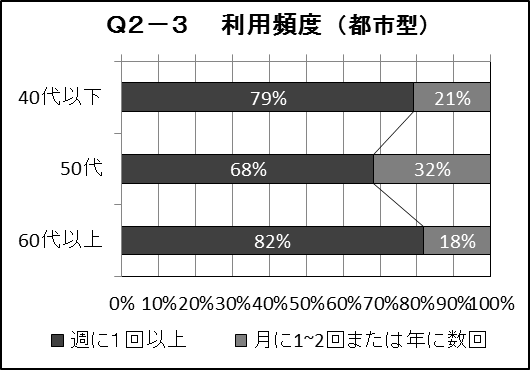 Q2－3　利用頻度（都市型）
40代以下 79% 21%
50代 68% 32%
60代以上 82% 18%
0% 10% 20% 30% 40% 50% 60% 70% 80% 90% 100%
週に1回以上 月に1~2回または年に数回